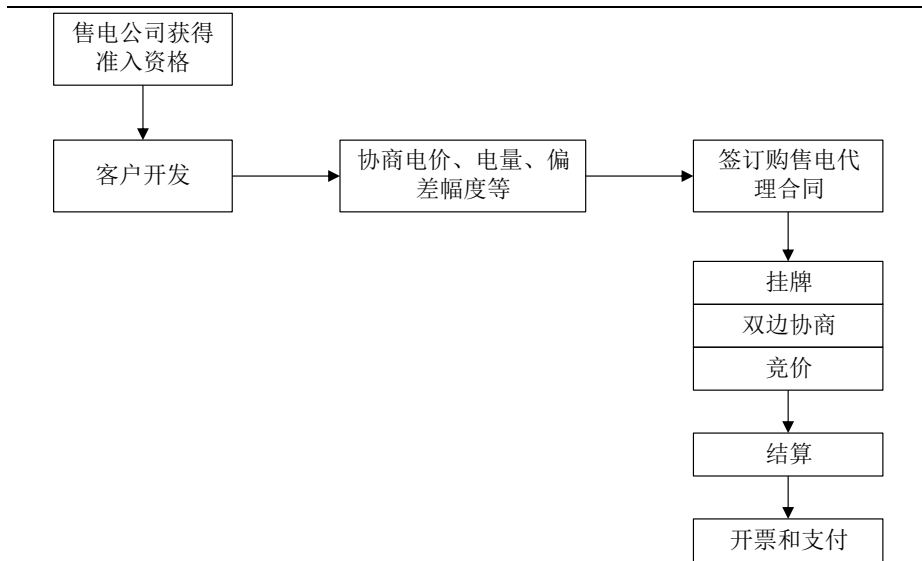 售电公司获得
准入资格
客户开发
协商电价、电量、偏
差幅度等
签订购售电代
理合同
挂牌
双边协商
竞价
结算
开票和支付